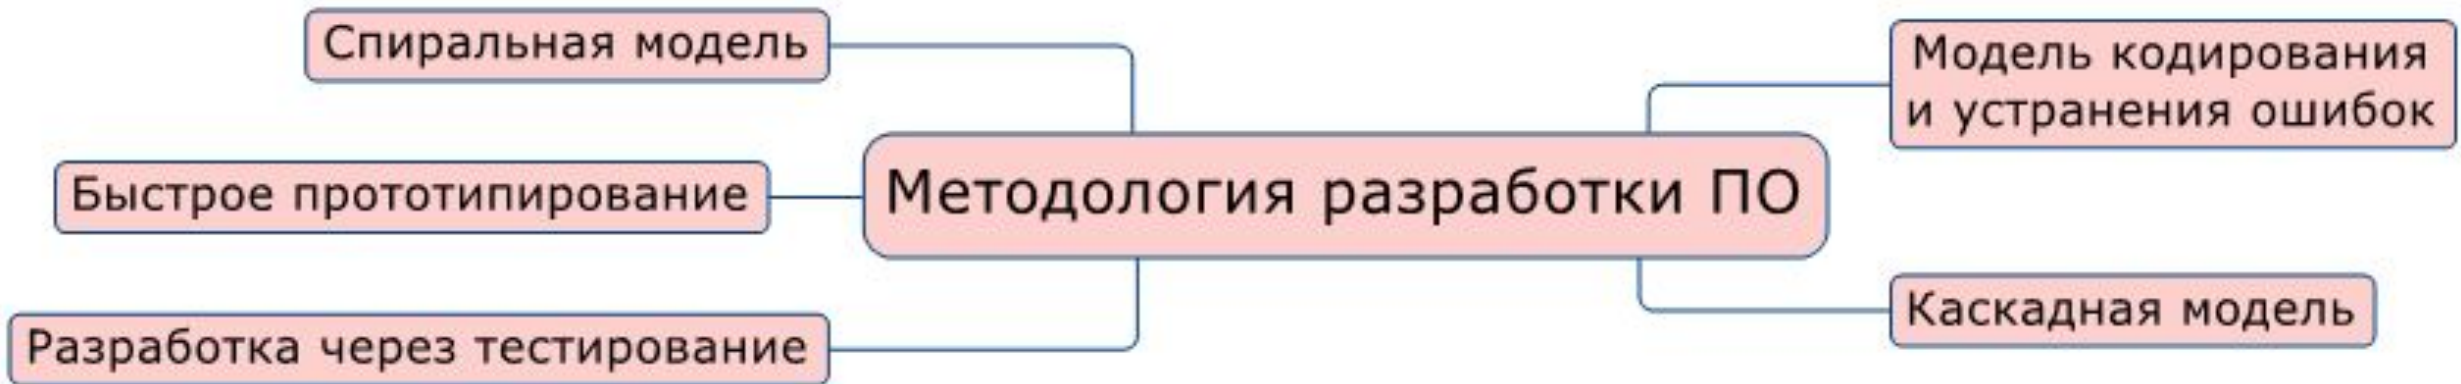 Спиральная модель
Модель кодирования
и устранения ошибок
Быстрое прототипирование
Методология разработки ПО
Разработка через тестирование
Каскадная модель